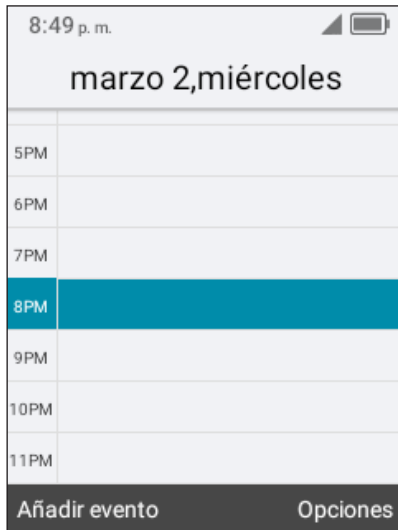 8:49 p. m.
marzo 2,miércoles
5PM
6PM
7PM
8PM
9PM
10PM
11PM
Añadir evento Opciones